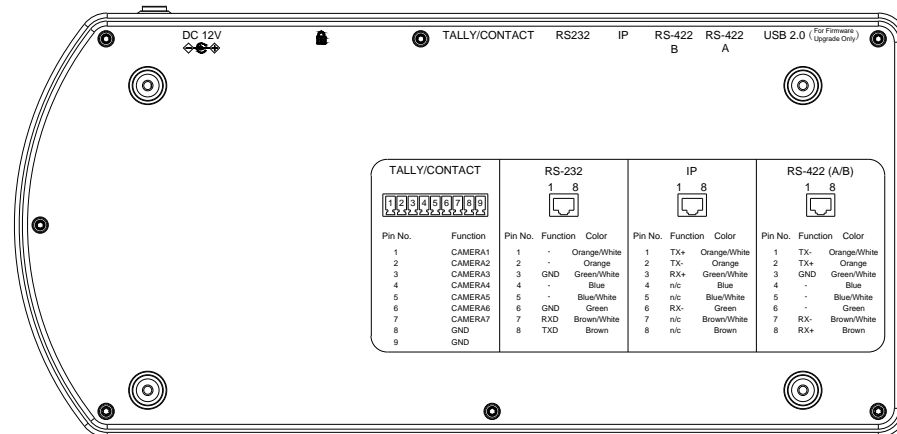 DC 12V TALLY/CONTACT RS232 IP RS-422 B RS-422 A USB 2.0 (For Firmware Upgrade Only)
TALLY/CONTACT
1 2 3 4 5 6 7 8 9
Pin No. Function
1 CAMERA1
2 CAMERA2
3 CAMERA3
4 CAMERA4
5 CAMERA5
6 CAMERA6
7 CAMERA7
8 GND
9 GND
RS-232
1 8
Pin No. Function Color
1 - Orange/White
2 - Orange
3 GND Green/White
4 - Blue
5 - Blue/White
6 GND Green
7 RXD Brown/White
8 TXD Brown
IP
1 8
Pin No. Function Color
1 TX+ Orange/White
2 TX- Orange
3 RX+ Green/White
4 n/c Blue
5 n/c Blue/White
6 RX- Green
7 n/c Brown/White
8 n/c Brown
RS-422 (A/B)
1 8
Pin No. Function Color
1 TX- Orange/White
2 TX+ Orange
3 GND Green/White
4 - Blue
5 - Blue/White
6 - Green
7 RX- Brown/White
8 RX+ Brown